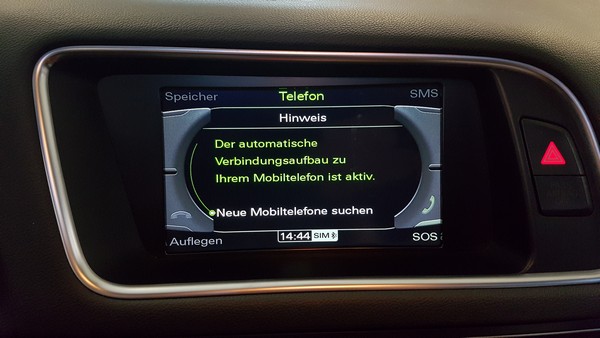 Speicher Telefon SMS
Hinweis
Der automatische
Verbindungsaufbau zu
Ihrem Mobiltelefon ist aktiv.
Neue Mobiltelefone suchen
Auflegen 14:44 SIM SOS